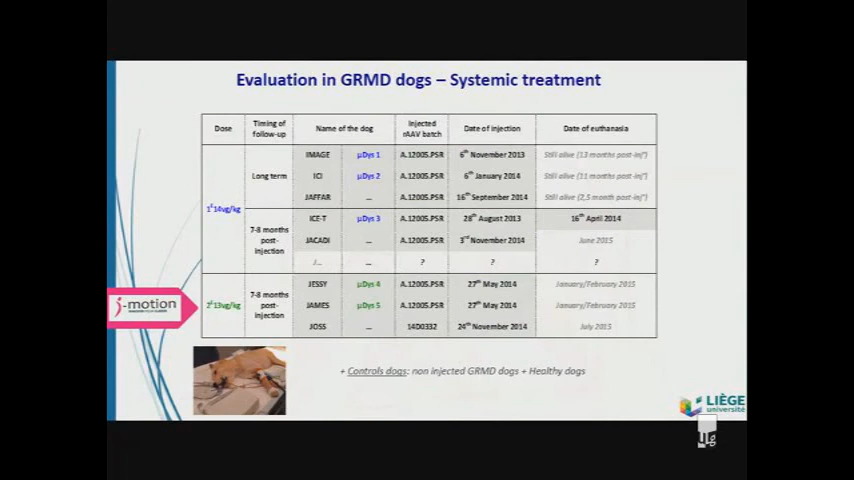 Evaluation in GRMD dogs – Systemic treatment
Dose
Timing of
follow-up
Name of the dog
Injected
rAAV batch
Date of injection
Date of euthanasia
1E14vg/kg
Long term
IMAGE µDys 1 A.12005.PSR 6th November 2013 Still alive (13 months post-inj°)
ICI µDys 2 A.12005.PSR 6th January 2014 Still alive (11 months post-inj°)
JAFFAR ... A.12005.PSR 16th September 2014 Still alive (2,5 month post-inj°)
7-8 months
post-
injection
ICE-T µDys 3 A.12005.PSR 28th August 2013 16th April 2014
JACADI ... A.12005.PSR 3rd November 2014 June 2015
J... ... ? ? ?
2E13vg/kg
7-8 months
post-
injection
JESSY µDys 4 A.12005.PSR 27th May 2014 January/February 2015
JAMES µDys 5 A.12005.PSR 27th May 2014 January/February 2015
JOSS ... 14D0332 24th November 2014 July 2015
i-motion
+ Controls dogs: non injected GRMD dogs + Healthy dogs
LIÈGE
université